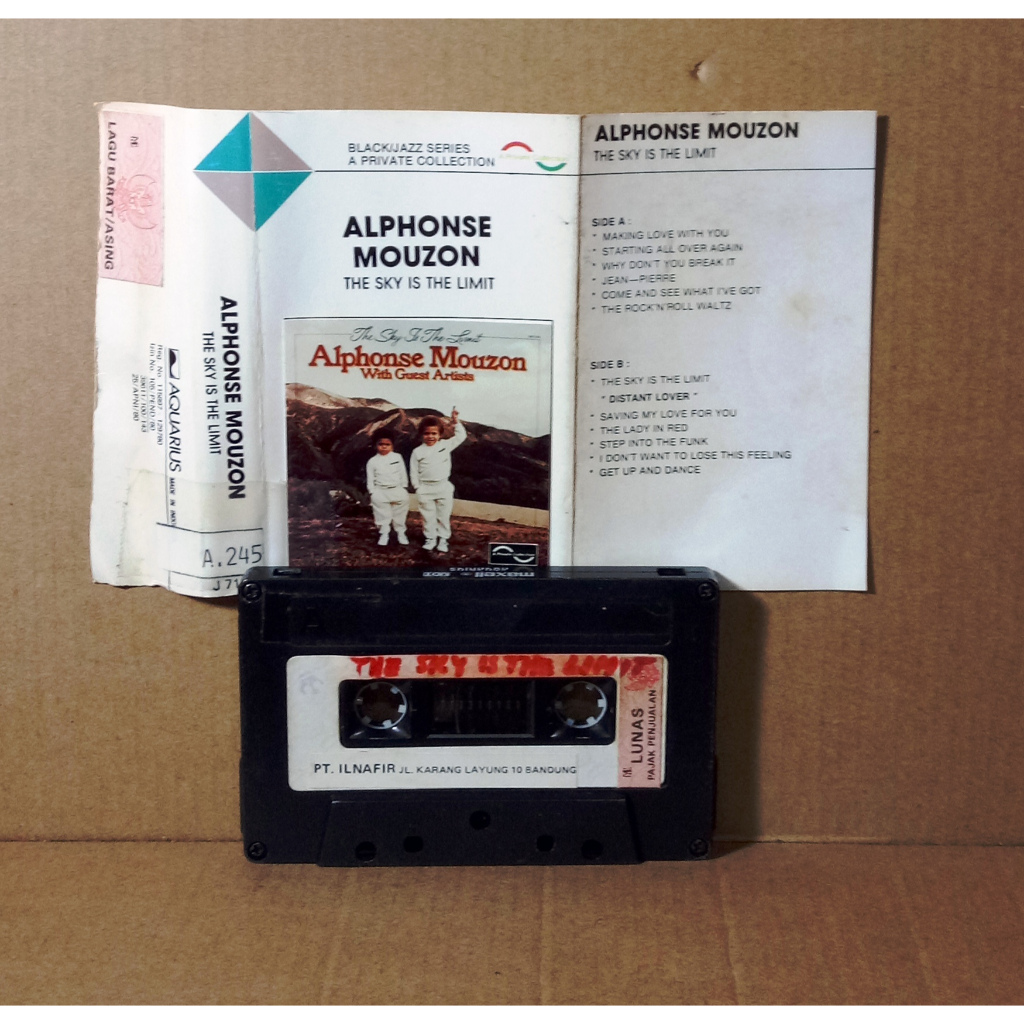 LAGU BARAT/ASING
AQUARIUS
ALPHONSE MOUZON
THE SKY IS THE LIMIT
A.245
BLACK/JAZZ SERIES
A PRIVATE COLLECTION
ALPHONSE
MOUZON
THE SKY IS THE LIMIT
The Sky Is The Limit
Alphonse Mouzon
With Guest Artists
ALPHONSE MOUZON
THE SKY IS THE LIMIT
SIDE A :
* MAKING LOVE WITH YOU
* STARTING ALL OVER AGAIN
* WHY DON'T YOU BREAK IT
* JEAN—PIERRE
* COME AND SEE WHAT I'VE GOT
* THE ROCK'N'ROLL WALTZ
SIDE B :
* THE SKY IS THE LIMIT
" DISTANT LOVER "
* SAVING MY LOVE FOR YOU
* THE LADY IN RED
* STEP INTO THE FUNK
* I DON'T WANT TO LOSE THIS FEELING
* GET UP AND DANCE
maxell
A
THE SKY IS THE LIMIT
PT. ILNAFIR JL. KARANG LAYUNG 10 BANDUNG
LUNAS
PAJAK PENJUALAN